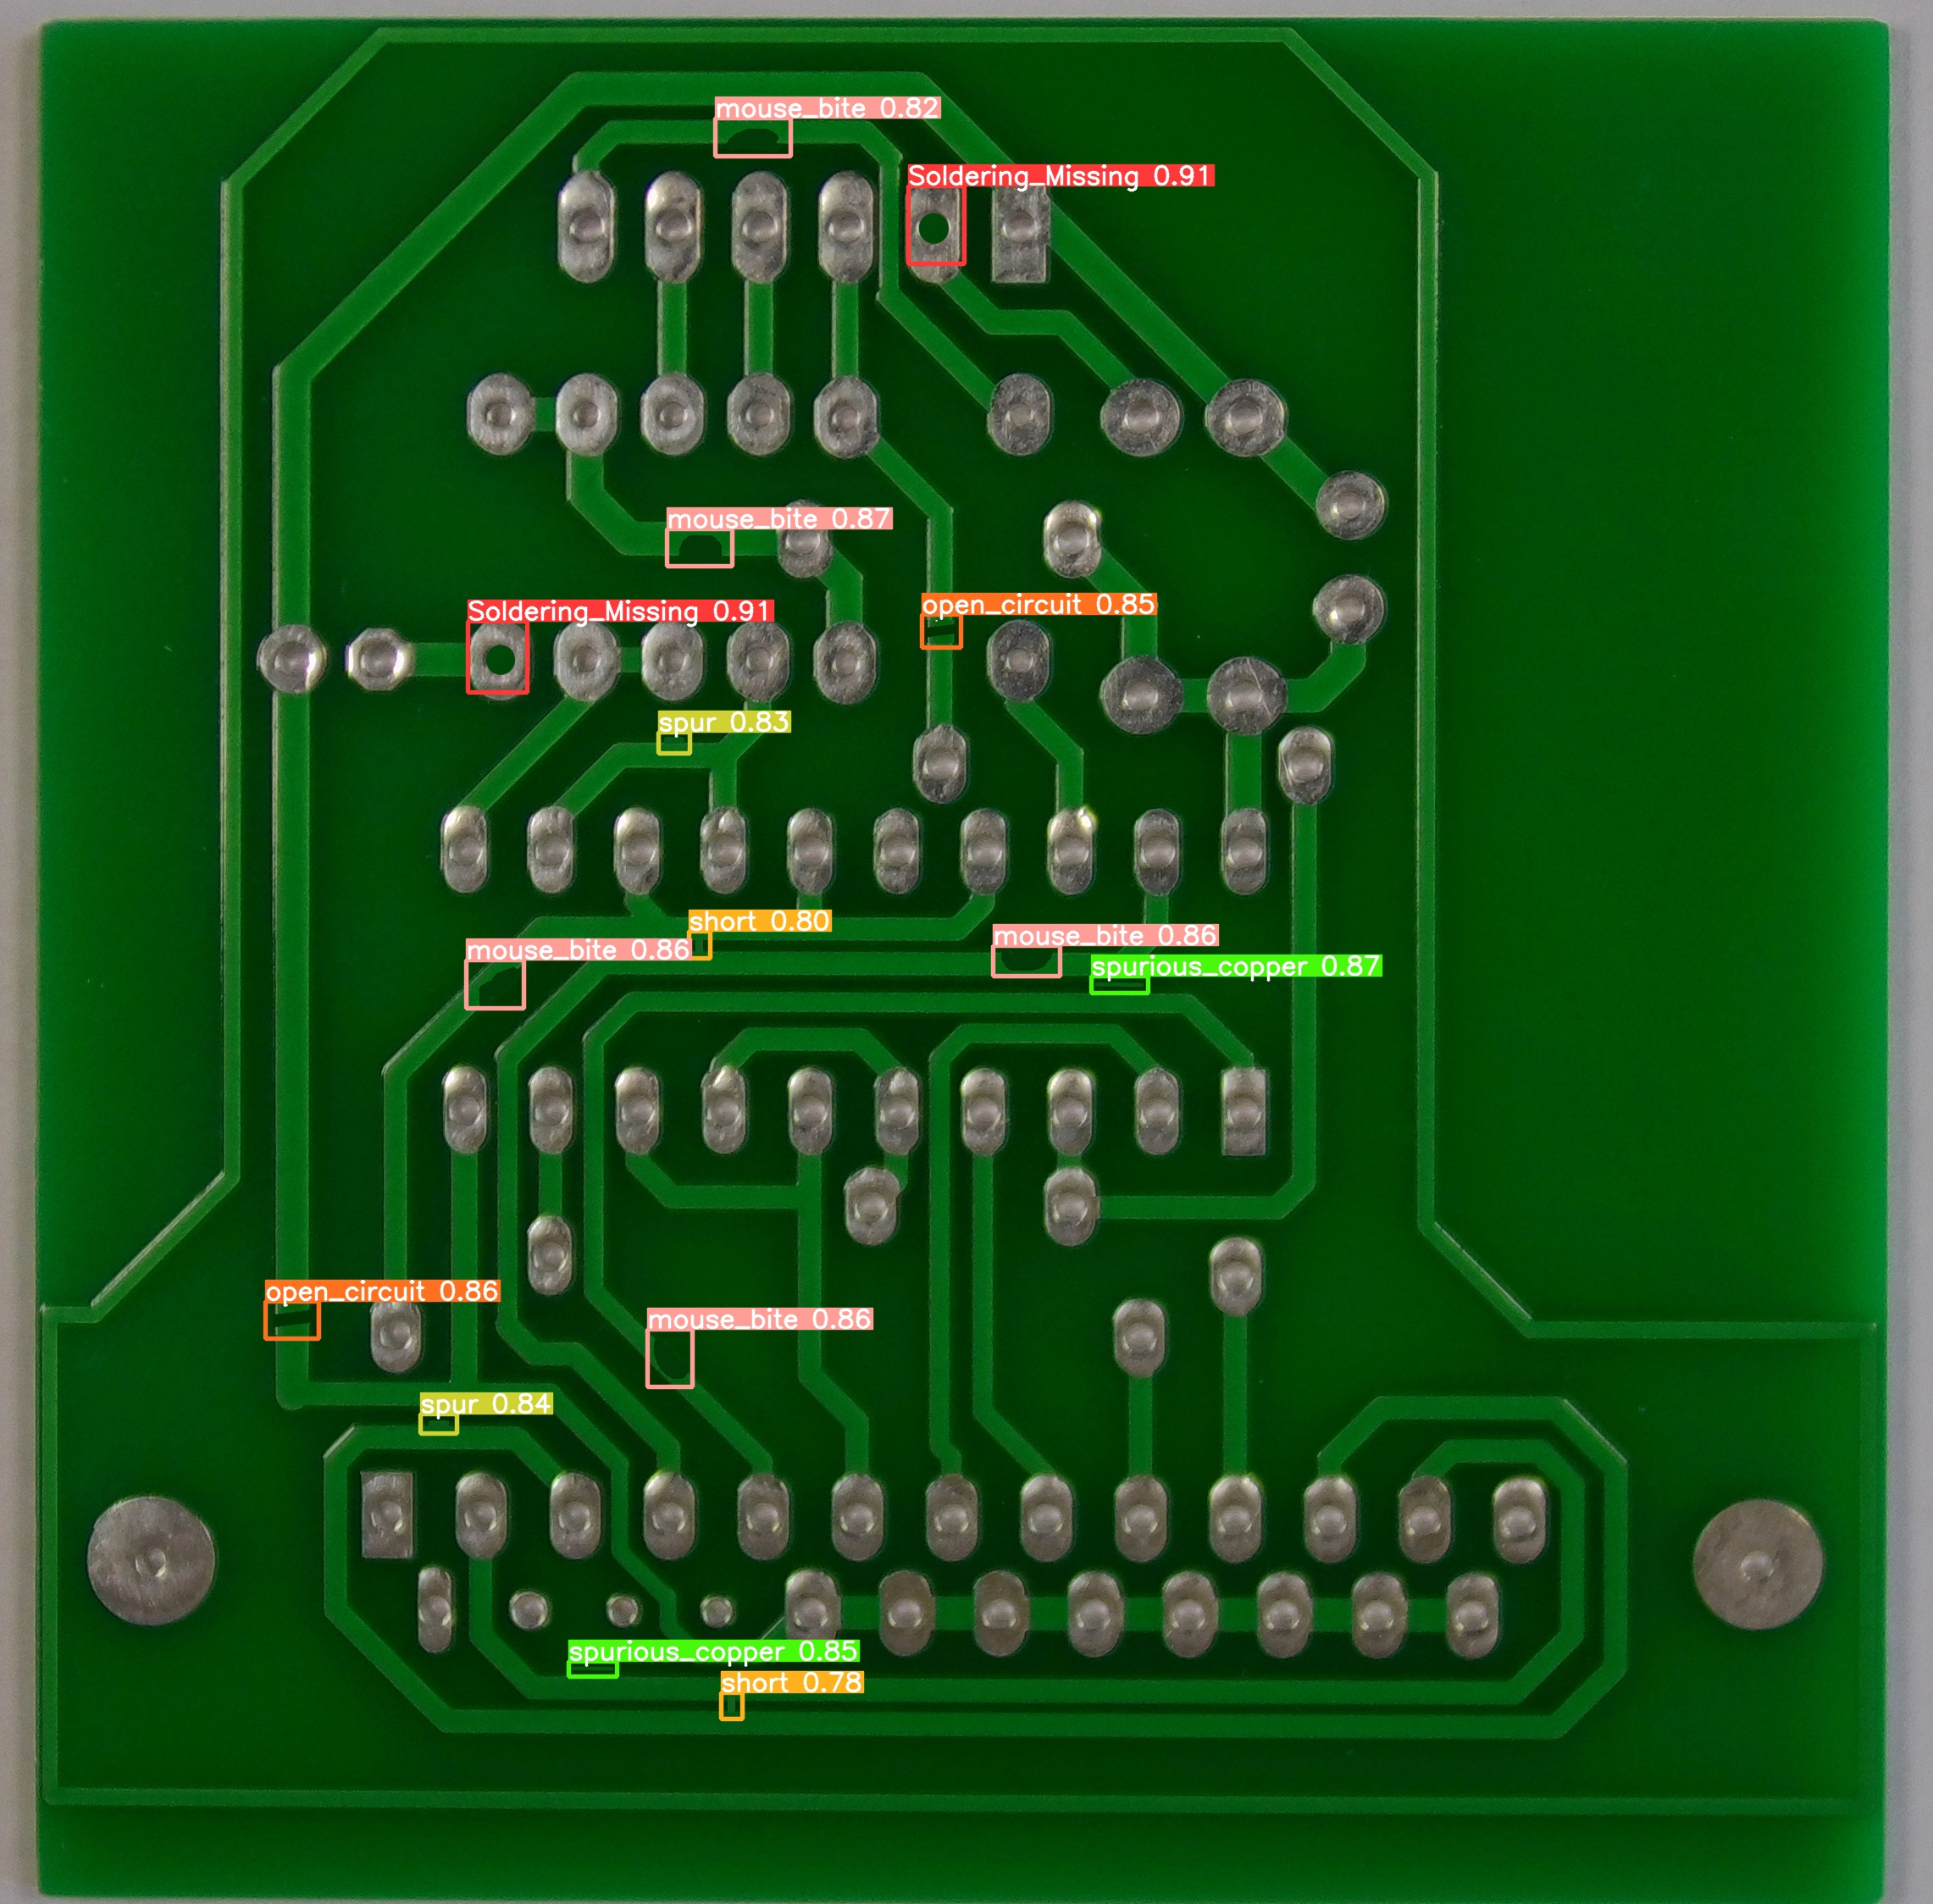 mouse_bite 0.82
Soldering_Missing 0.91
mouse_bite 0.87
open_circuit 0.85
Soldering_Missing 0.91
spur 0.83
short 0.80
mouse_bite 0.86
mouse_bite 0.86
spurious_copper 0.87
open_circuit 0.86
mouse_bite 0.86
spur 0.84
spurious_copper 0.85
short 0.78